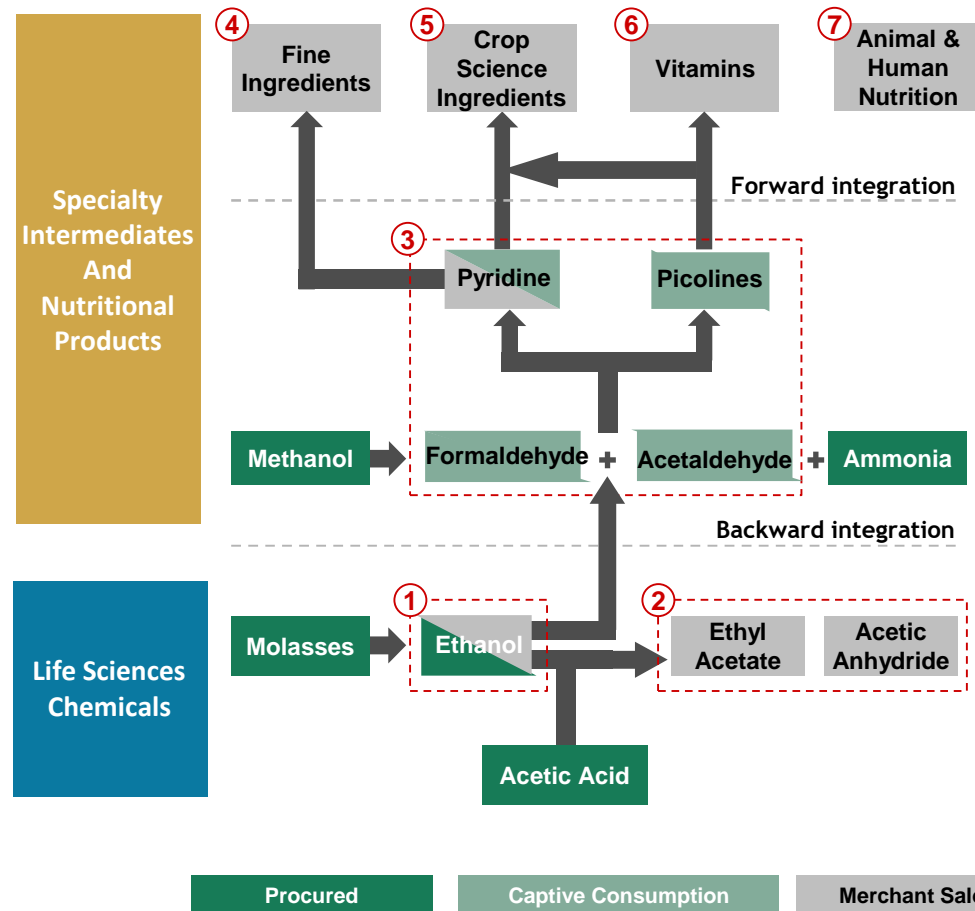 4
Fine
Ingredients
5
Crop
Science
Ingredients
6
Vitamins
7
Animal &
Human
Nutrition
Specialty
Intermediates
And
Nutritional
Products
Forward integration
3
Pyridine
Picolines
Methanol
Formaldehyde
+
Acetaldehyde
+
Ammonia
Backward integration
Life Sciences
Chemicals
1
Molasses
Ethanol
2
Ethyl
Acetate
Acetic
Anhydride
Acetic Acid
Procured
Captive Consumption
Merchant